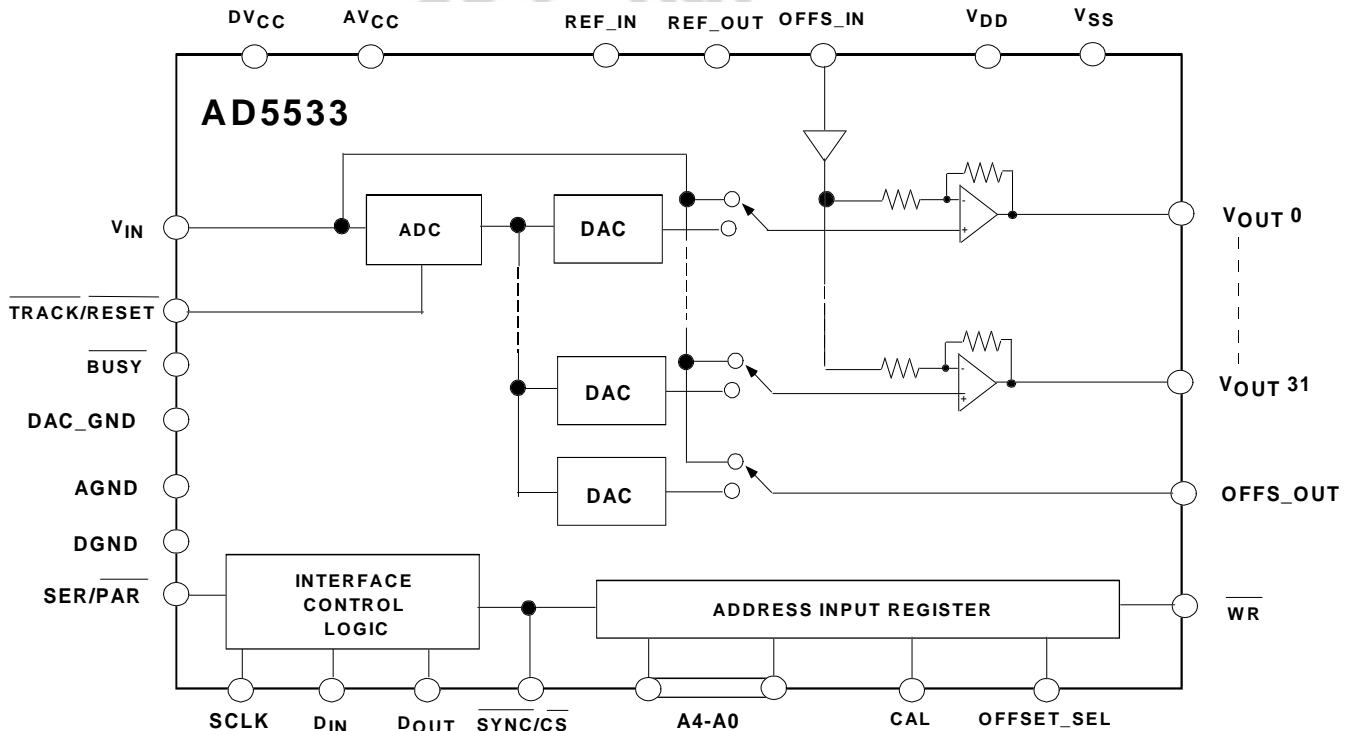 DVCC AVCC REF_IN REF_OUT OFFS_IN VDD VSS
AD5533
VIN
ADC
DAC
VOUT 0
TRACK/RESET
BUSY
DAC
VOUT 31
DAC_GND
AGND
DAC
OFFS_OUT
DGND
SER/PAR
INTERFACE
CONTROL
LOGIC
ADDRESS INPUT REGISTER
WR
SCLK DIN DOUT SYNC/CS A4-A0 CAL OFFSET_SEL